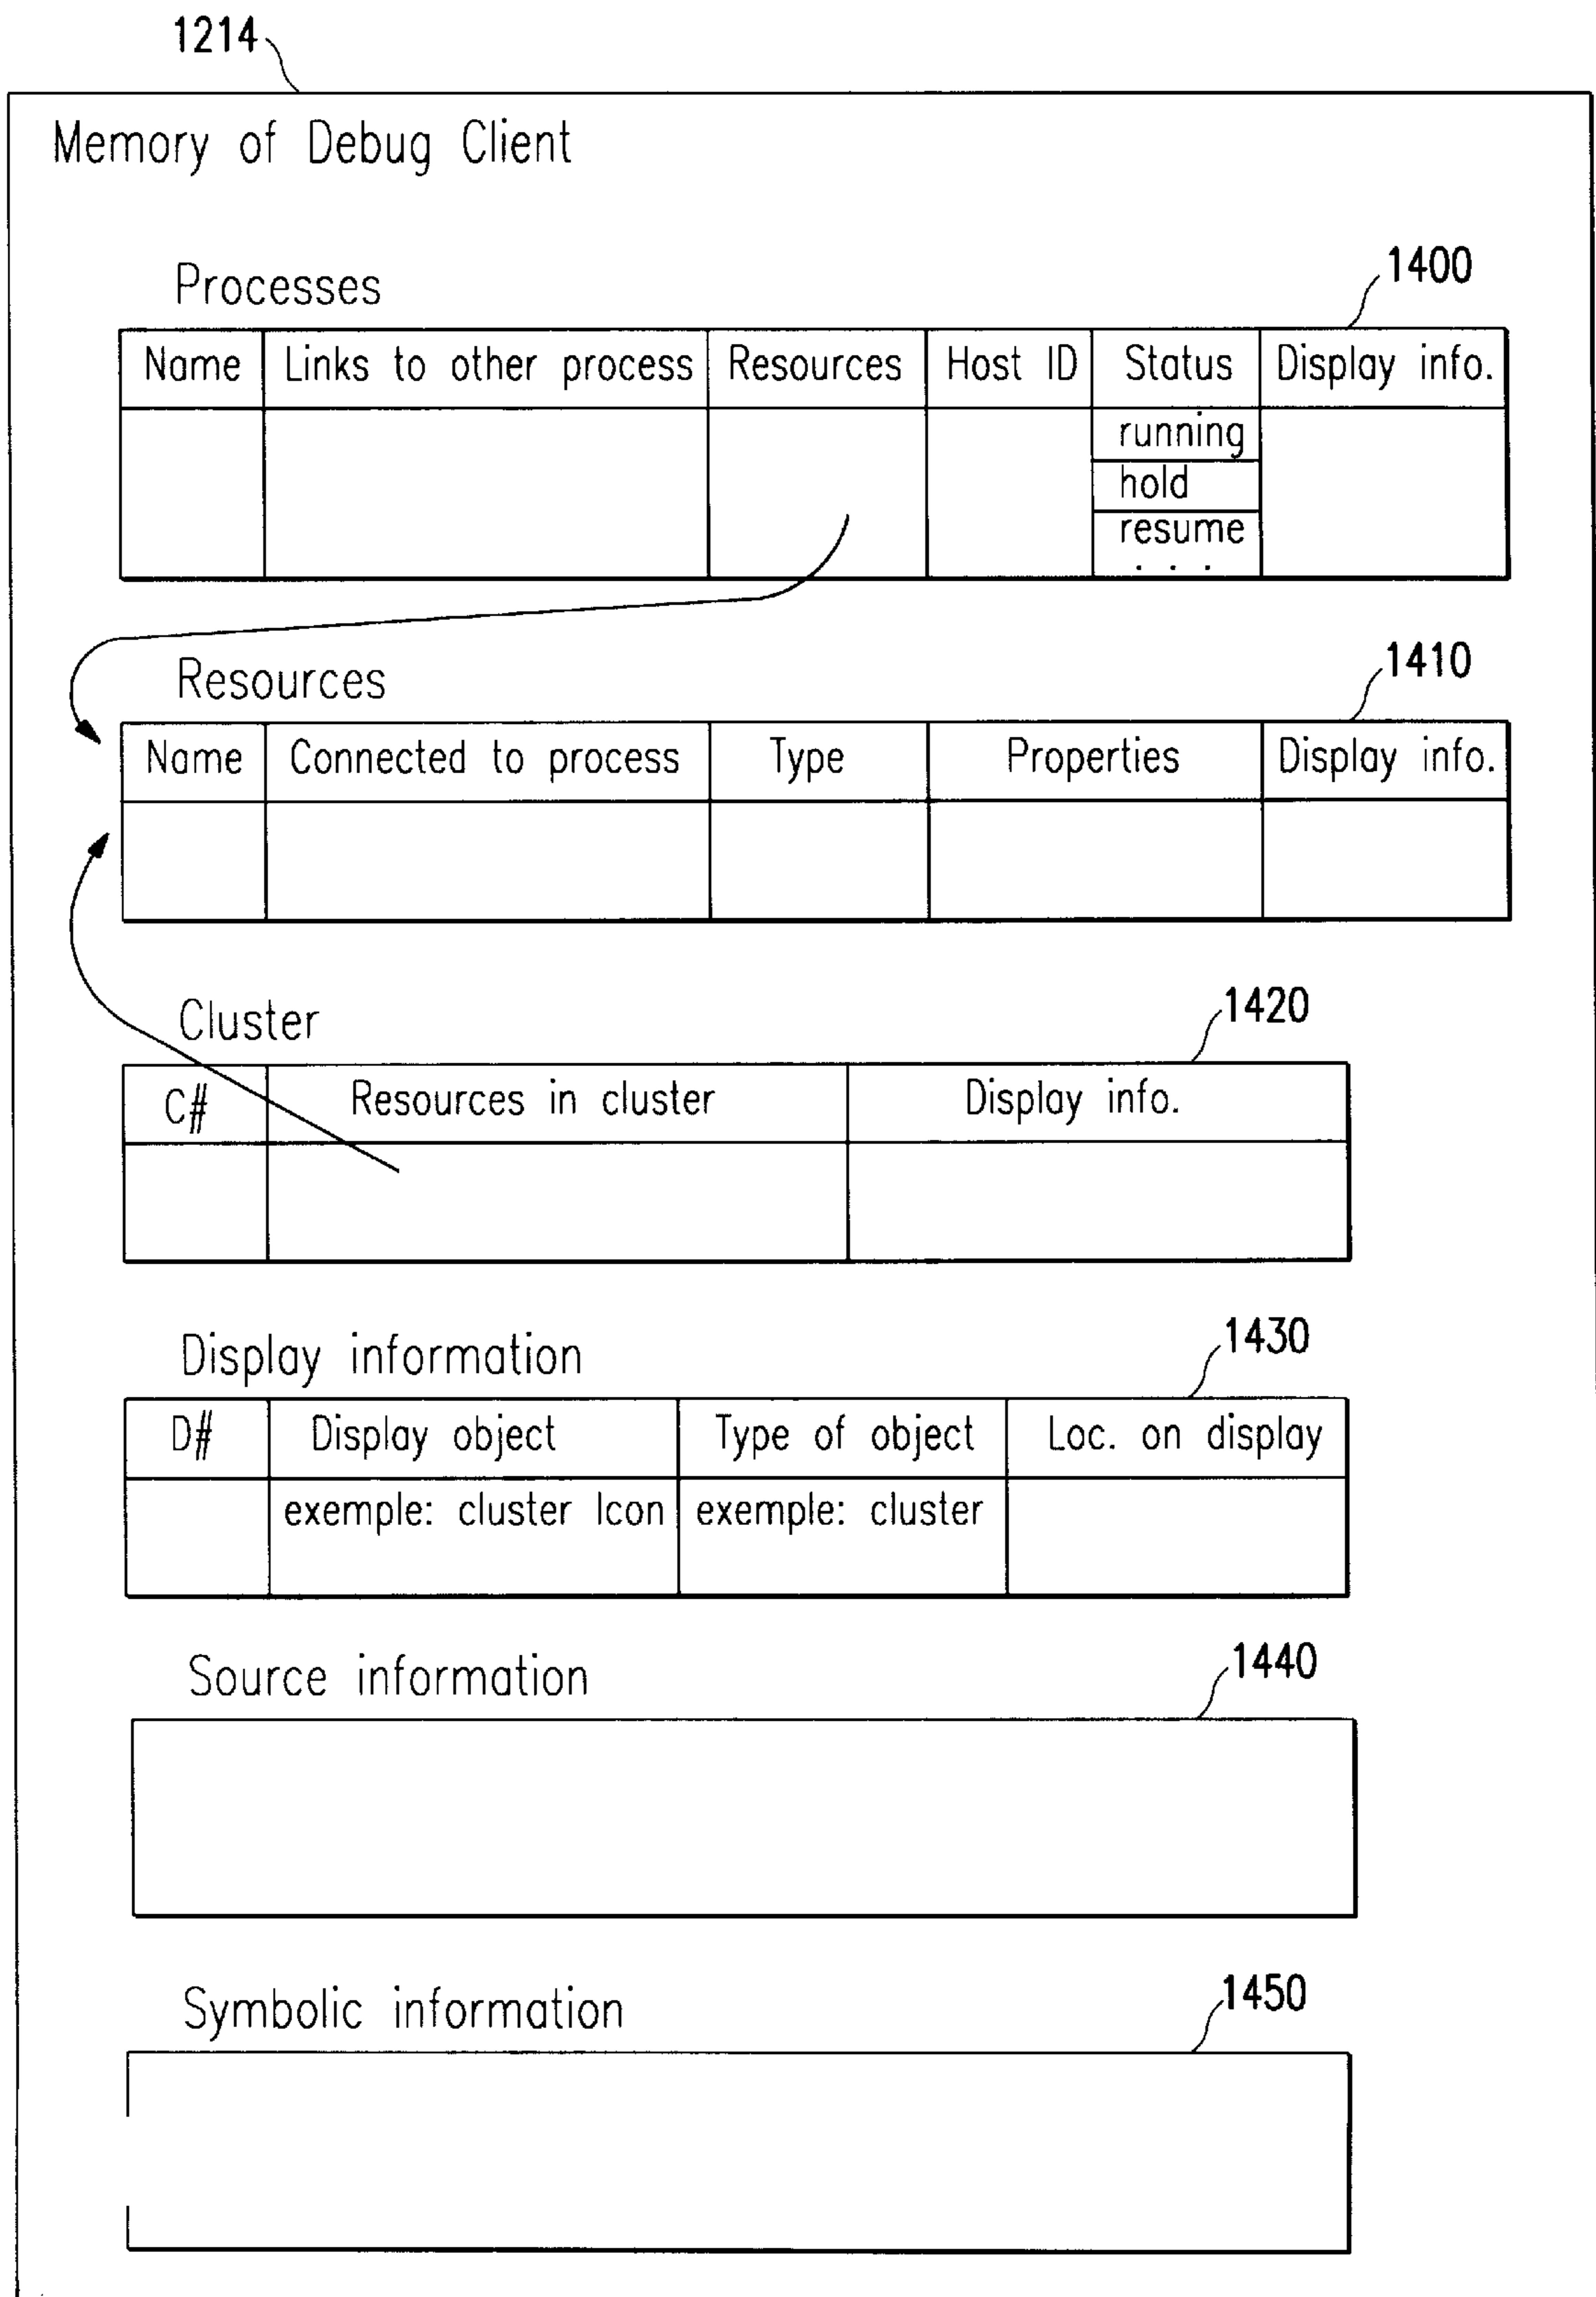 1214
Memory of Debug Client
Processes
1400
Name Links to other process Resources Host ID Status Display info.
running
hold
resume
. . .
Resources
1410
Name Connected to process Type Properties Display info.
Cluster
1420
C# Resources in cluster Display info.
Display information
1430
D# Display object Type of object Loc. on display
exemple: cluster Icon exemple: cluster
Source information
1440
Symbolic information
1450